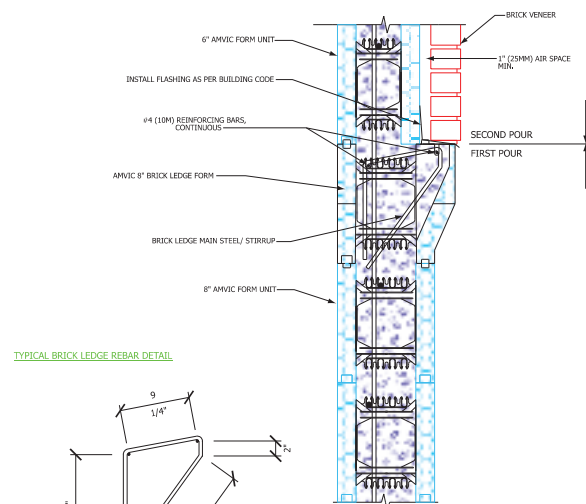 BRICK VENEER
6" AMVIC FORM UNIT
1" (25MM) AIR SPACE
MIN.
INSTALL FLASHING AS PER BUILDING CODE
#4 (10M) REINFORCING BARS,
CONTINUOUS
SECOND POUR
FIRST POUR
AMVIC 8" BRICK LEDGE FORM
BRICK LEDGE MAIN STEEL/ STIRRUP
8" AMVIC FORM UNIT
TYPICAL BRICK LEDGE REBAR DETAIL
9
1/4"
2"